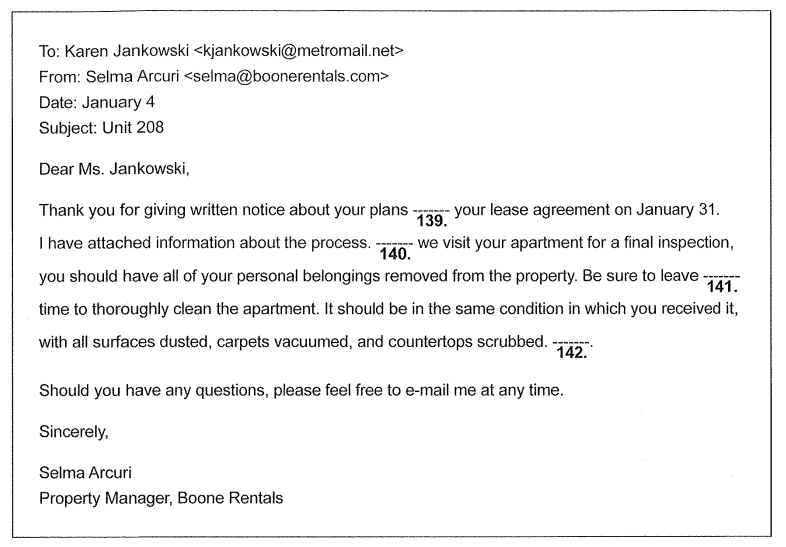 To: Karen Jankowski <kjankowski@metromail.net>
From: Selma Arcuri <selma@boonerentals.com>
Date: January 4
Subject: Unit 208
Dear Ms. Jankowski,
Thank you for giving written notice about your plans ------- your lease agreement on January 31.
139.
I have attached information about the process. ------- we visit your apartment for a final inspection,
140.
you should have all of your personal belongings removed from the property. Be sure to leave -------
141.
time to thoroughly clean the apartment. It should be in the same condition in which you received it,
with all surfaces dusted, carpets vacuumed, and countertops scrubbed. -------.
142.
Should you have any questions, please feel free to e-mail me at any time.
Sincerely,
Selma Arcuri
Property Manager, Boone Rentals